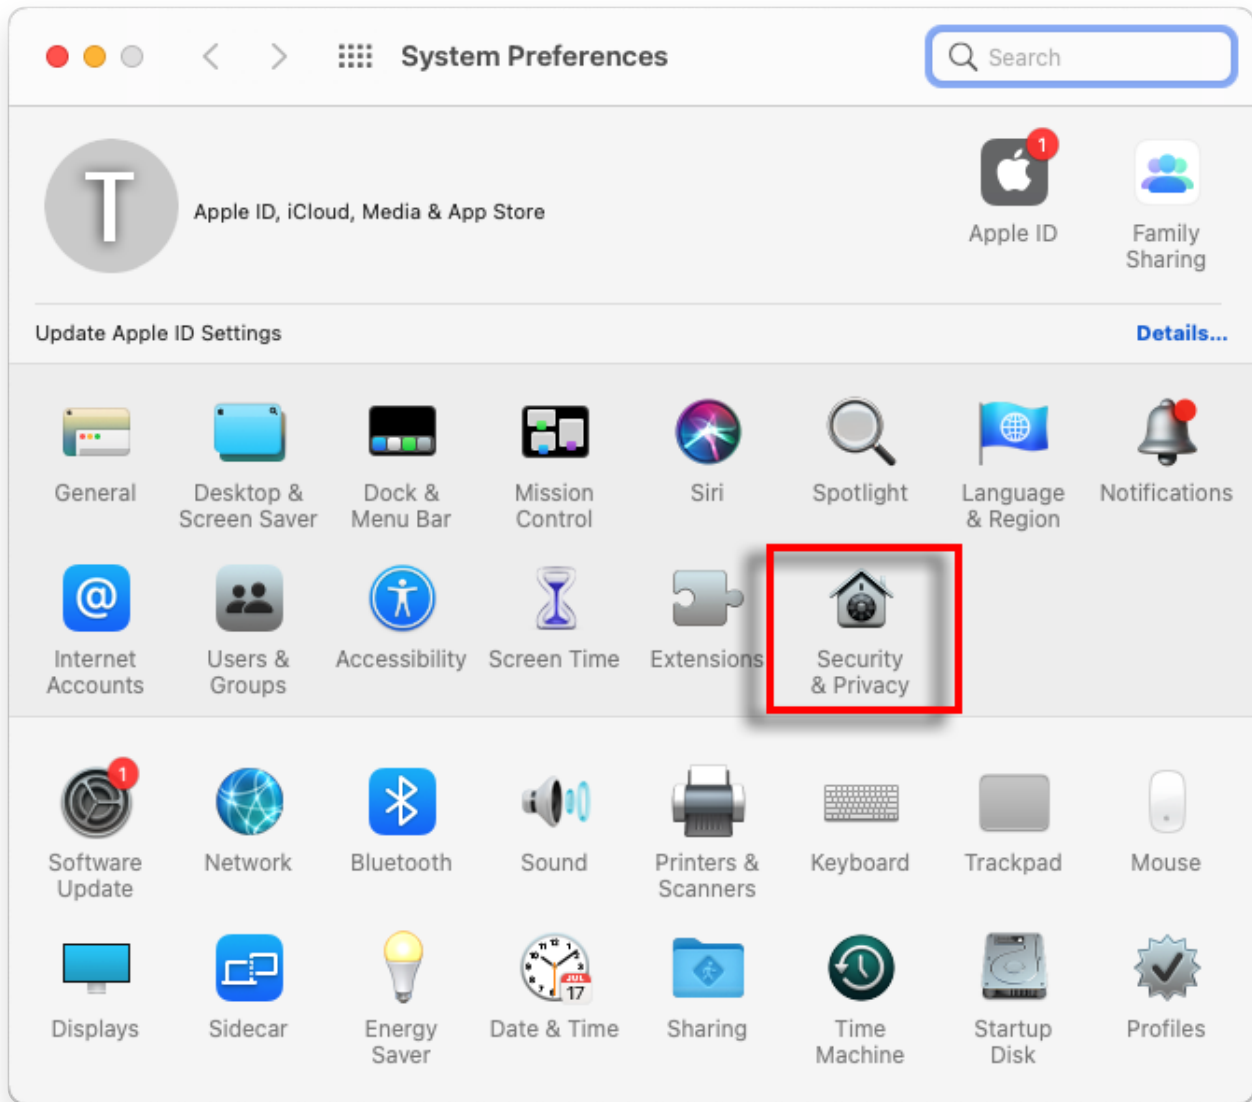 System Preferences
Search
T
Apple ID, iCloud, Media & App Store
1
Apple ID
Family
Sharing
Update Apple ID Settings
Details...
General
Desktop &
Screen Saver
Dock &
Menu Bar
Mission
Control
Siri
Spotlight
Language
& Region
Notifications
@
Internet
Accounts
Users &
Groups
Accessibility
Screen Time
Extensions
Security
& Privacy
1
Software
Update
Network
Bluetooth
Sound
Printers &
Scanners
Keyboard
Trackpad
Mouse
JUL
17
Displays
Sidecar
Energy
Saver
Date & Time
Sharing
Time
Machine
Startup
Disk
Profiles